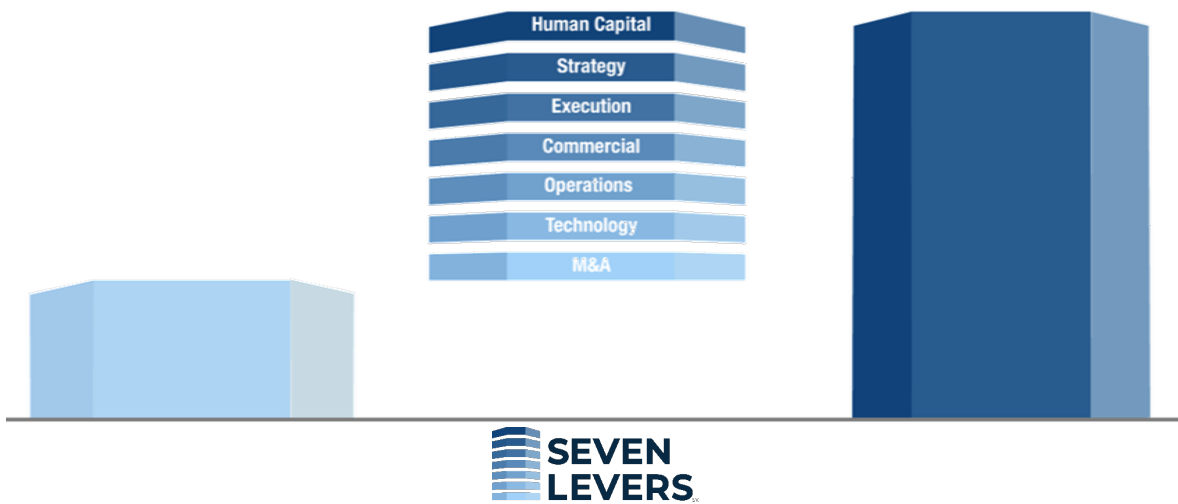 Human Capital
Strategy
Execution
Commercial
Operations
Technology
M&A
SEVEN
LEVERS